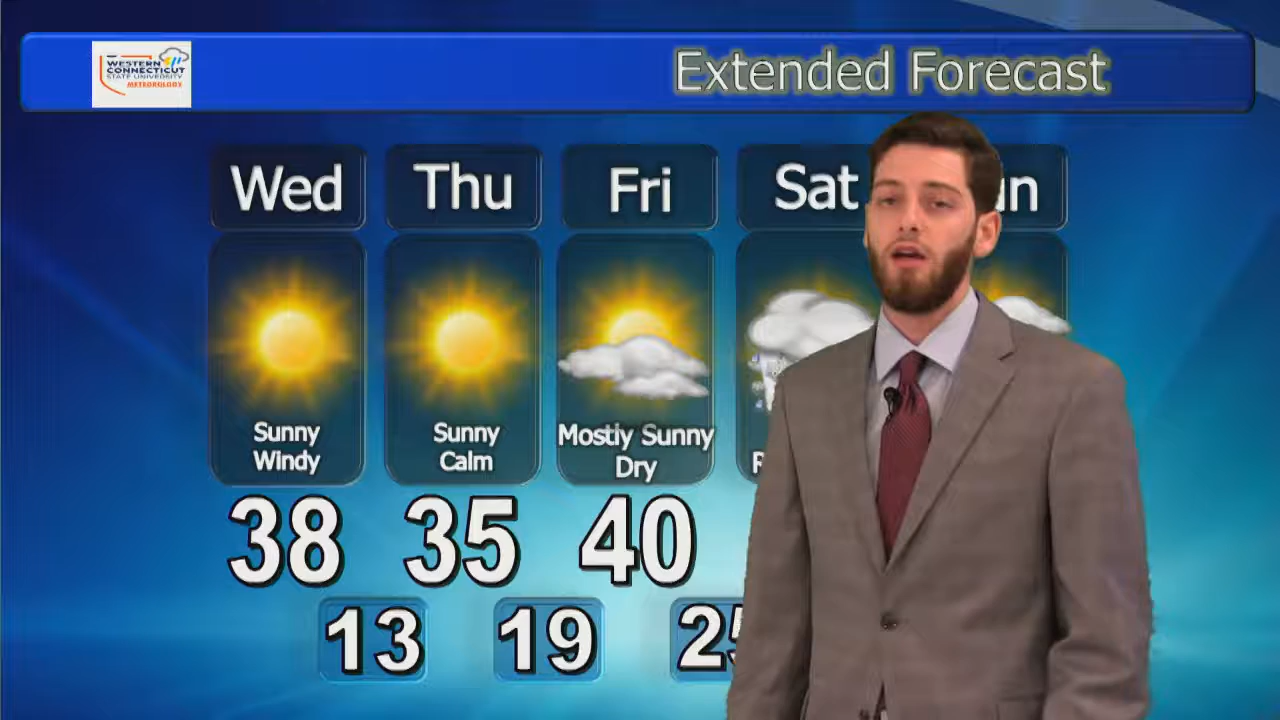 WESTERN
CONNECTICUT
STATE UNIVERSITY
METEOROLOGY
Extended Forecast
Wed Thu Fri Sat
Sunny
Windy
Sunny
Calm
Mostly Sunny
Dry
38 35 40
13 19 25